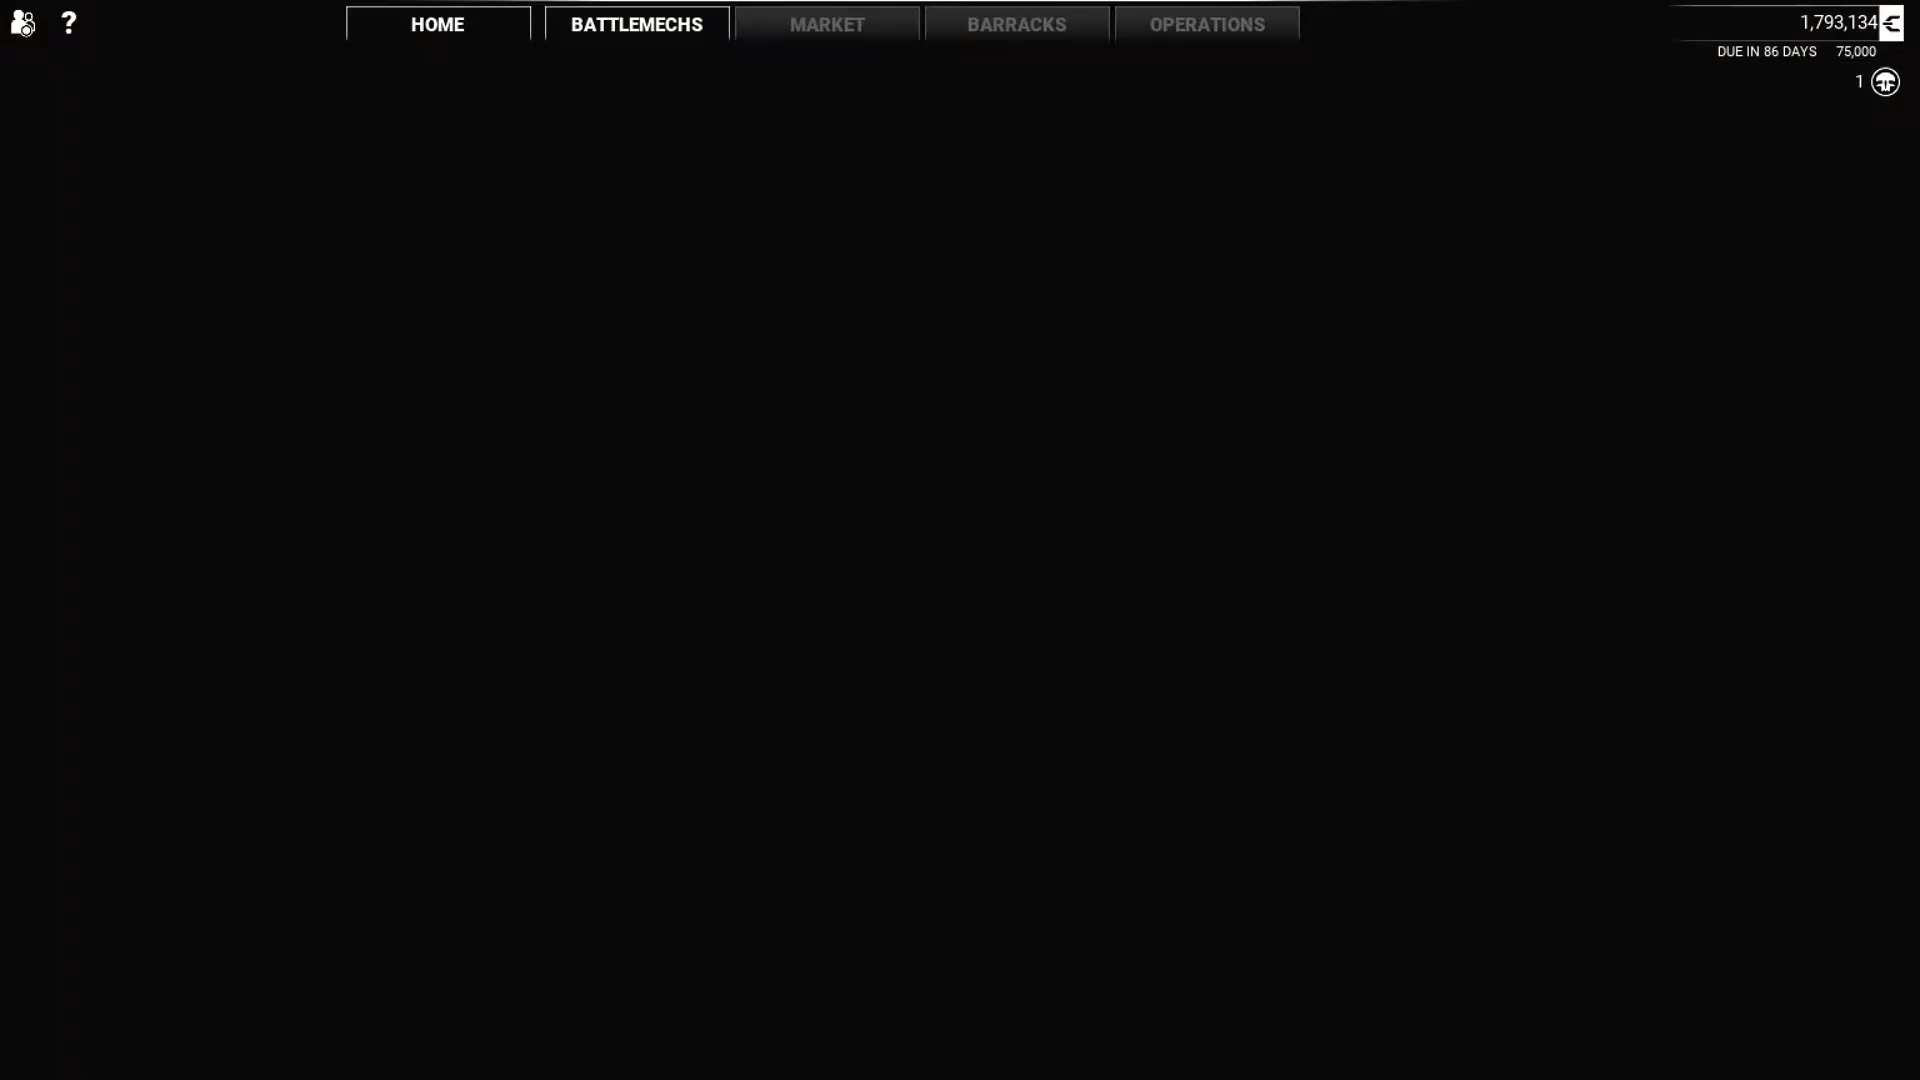 ?
HOME
BATTLEMECHS
MARKET
BARRACKS
OPERATIONS
1,793,134
DUE IN 86 DAYS 75,000
1